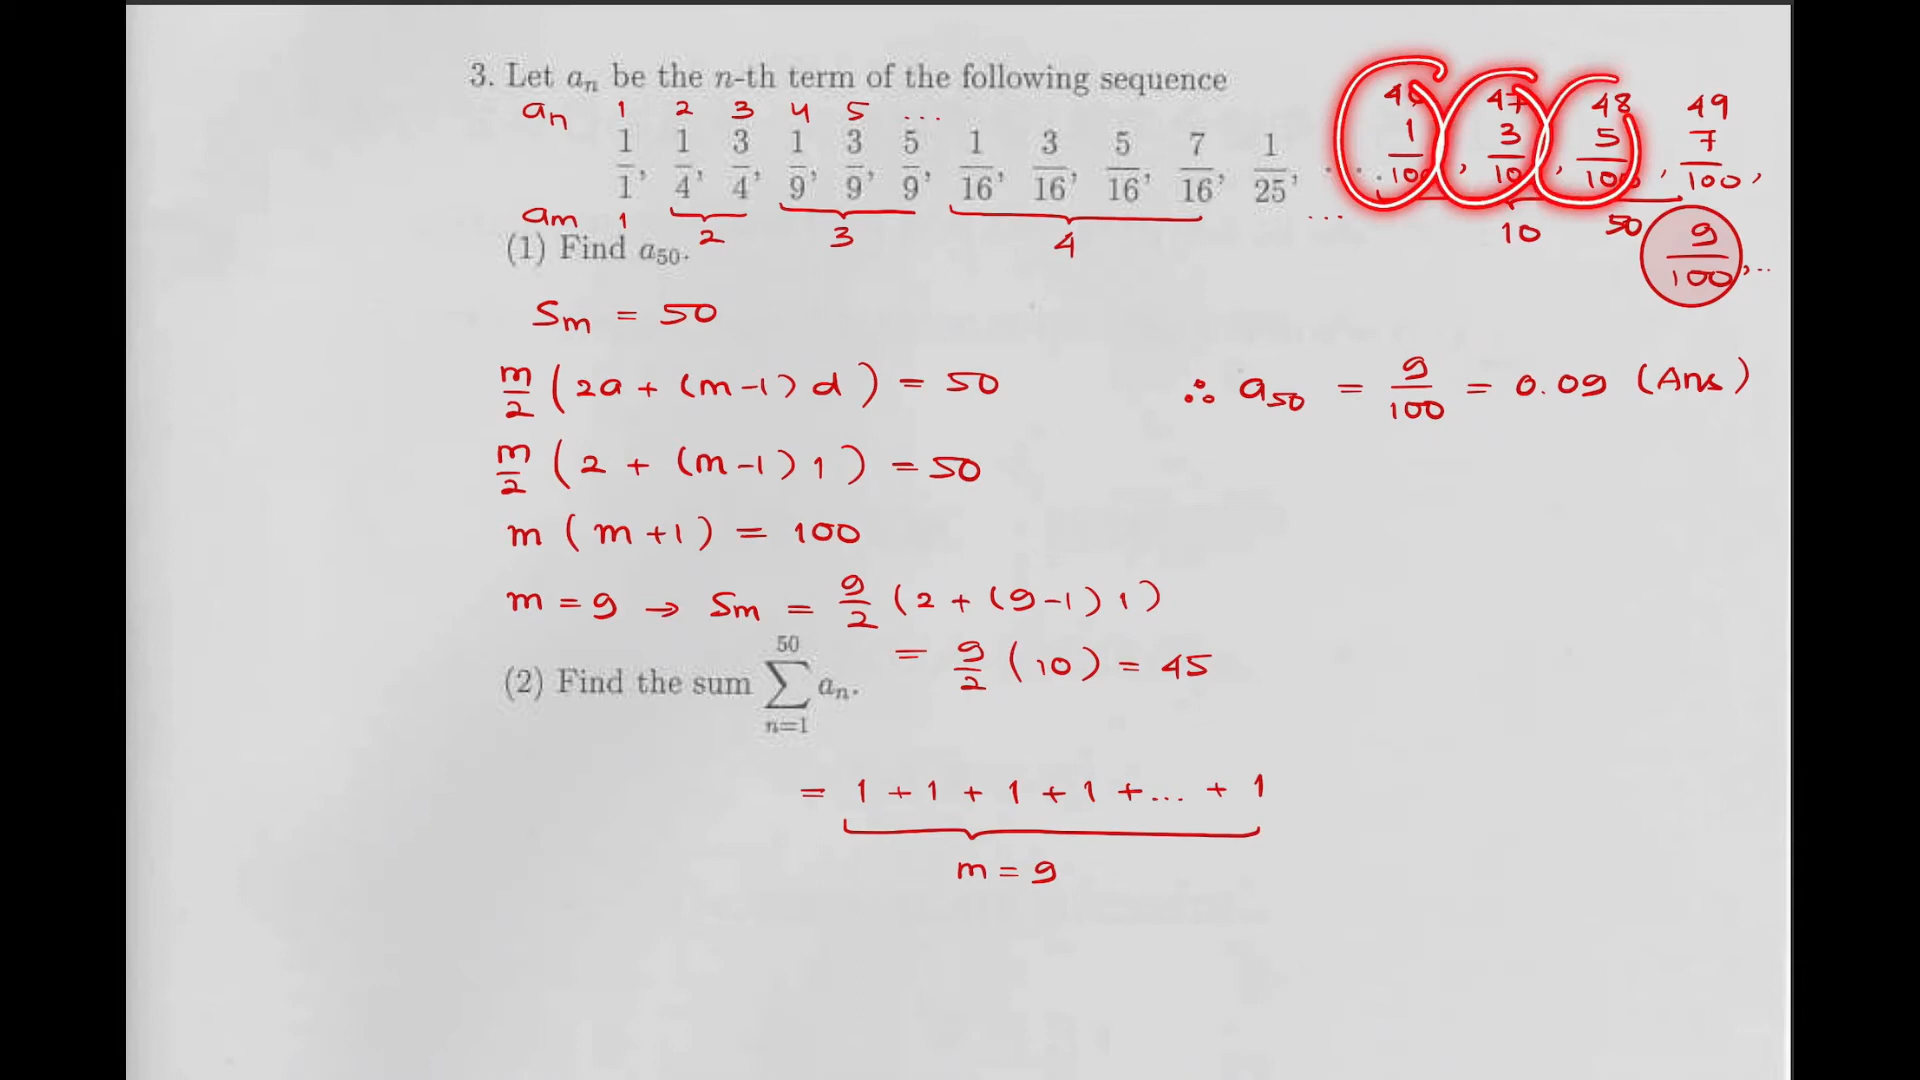 3. Let aₙ be the n-th term of the following sequence
aₙ 1 2 3 4 5 ...
1/1, 1/4, 3/4, 1/9, 3/9, 5/9, 1/16, 3/16, 5/16, 7/16, 1/25, ...
46 47 48 49
1/100, 3/100, 5/100, 7/100,
aₘ 1 2 3 4 ... 10 50
9/100, ..
(1) Find a₅₀.
Sₘ = 50
m/2 (2a + (m-1) d) = 50
∴ a₅₀ = 9/100 = 0.09 (Ans)
m/2 (2 + (m-1) 1) = 50
m (m+1) = 100
m = 9 → Sₘ = 9/2 (2 + (9-1) 1)
= 9/2 (10) = 45
(2) Find the sum ∑ₙ₌₁⁵⁰ aₙ.
= 1 + 1 + 1 + 1 + ... + 1
m = 9